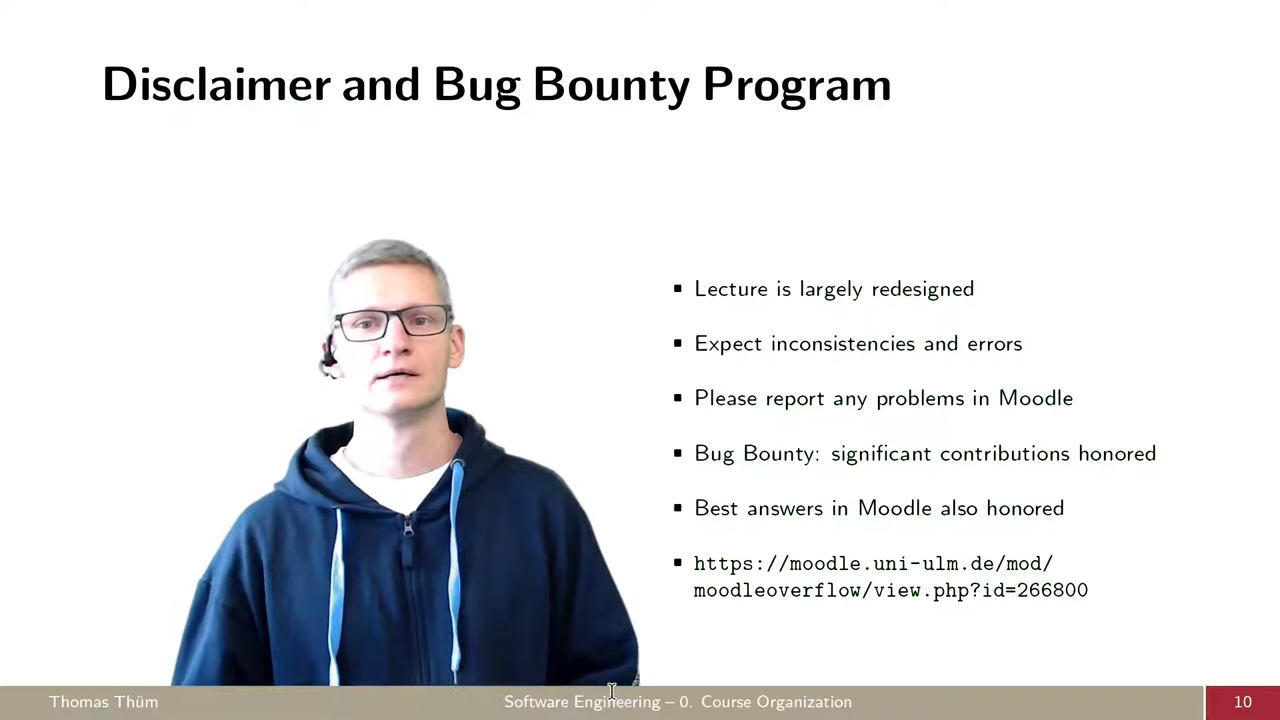 Disclaimer and Bug Bounty Program
Lecture is largely redesigned
Expect inconsistencies and errors
Please report any problems in Moodle
Bug Bounty: significant contributions honored
Best answers in Moodle also honored
https://moodle.uni-ulm.de/mod/
moodleoverflow/view.php?id=266800
Thomas Thüm
Software Engineering – 0. Course Organization
10